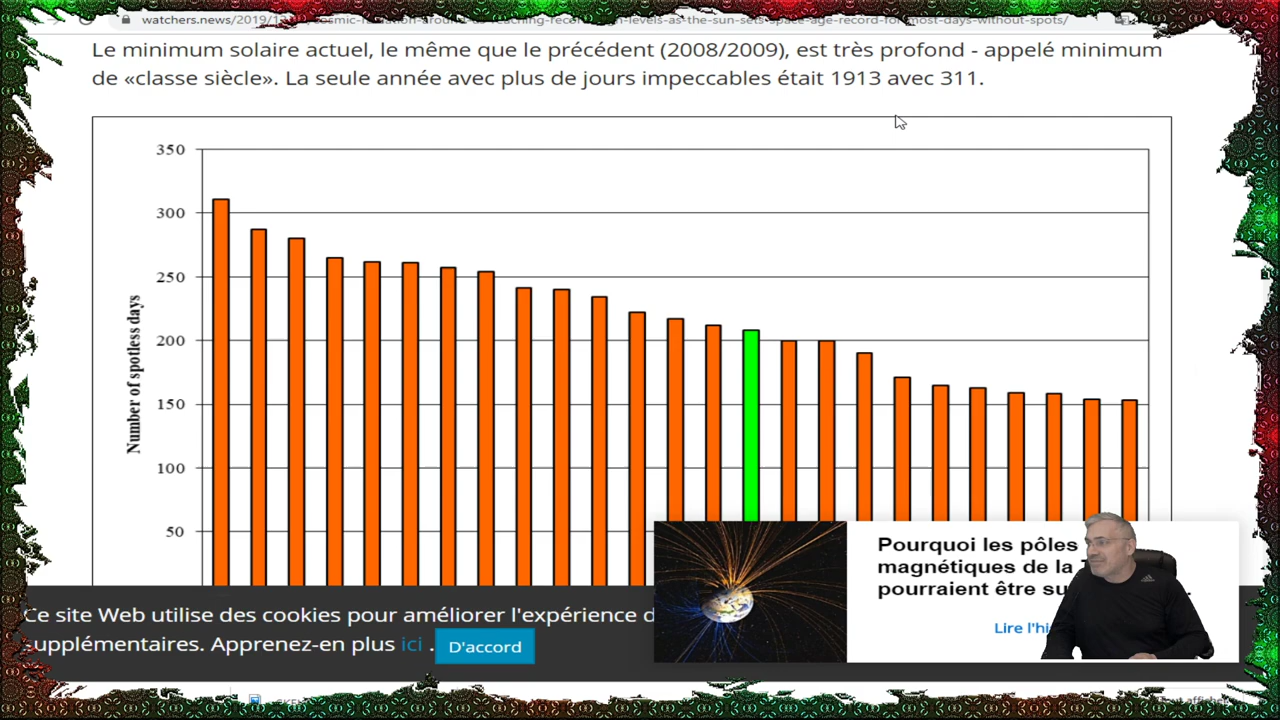 watchers.news/2019/
Le minimum solaire actuel, le même que le précédent (2008/2009), est très profond - appelé minimum
de «classe siècle». La seule année avec plus de jours impeccables était 1913 avec 311.
350
300
250
200
150
100
50
Number of spotless days
Pourquoi les pôles
magnétiques de la
pourraient être
Lire
Ce site Web utilise des cookies pour améliorer l'expérience
supplémentaires. Apprenez-en plus ici .
D'accord